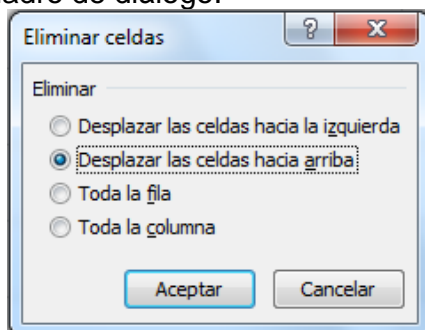 cuadro de diálogo.
Eliminar celdas
Eliminar
Desplazar las celdas hacia la izquierda
Desplazar las celdas hacia arriba
Toda la fila
Toda la columna
Aceptar
Cancelar